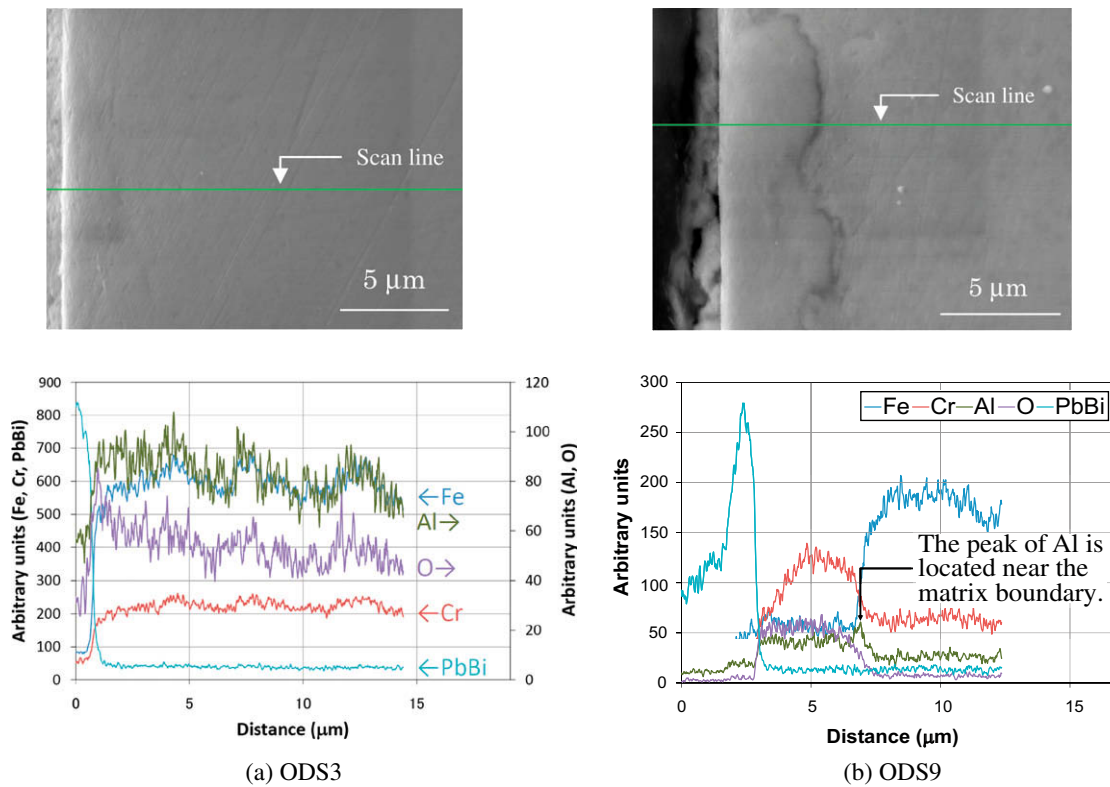 Scan line
5 μm
Scan line
5 μm
900
800
700
600
500
400
300
200
100
0
120
100
80
60
40
20
0
0
5
10
15
Arbitrary units (Fe, Cr, PbBi)
Arbitrary units (Al, O)
←Fe
Al→
O→
←Cr
←PbBi
Distance (μm)
(a) ODS3
300
250
200
150
100
50
0
0
5
10
15
Arbitrary units
Fe Cr Al O PbBi
The peak of Al is
located near the
matrix boundary.
Distance (μm)
(b) ODS9